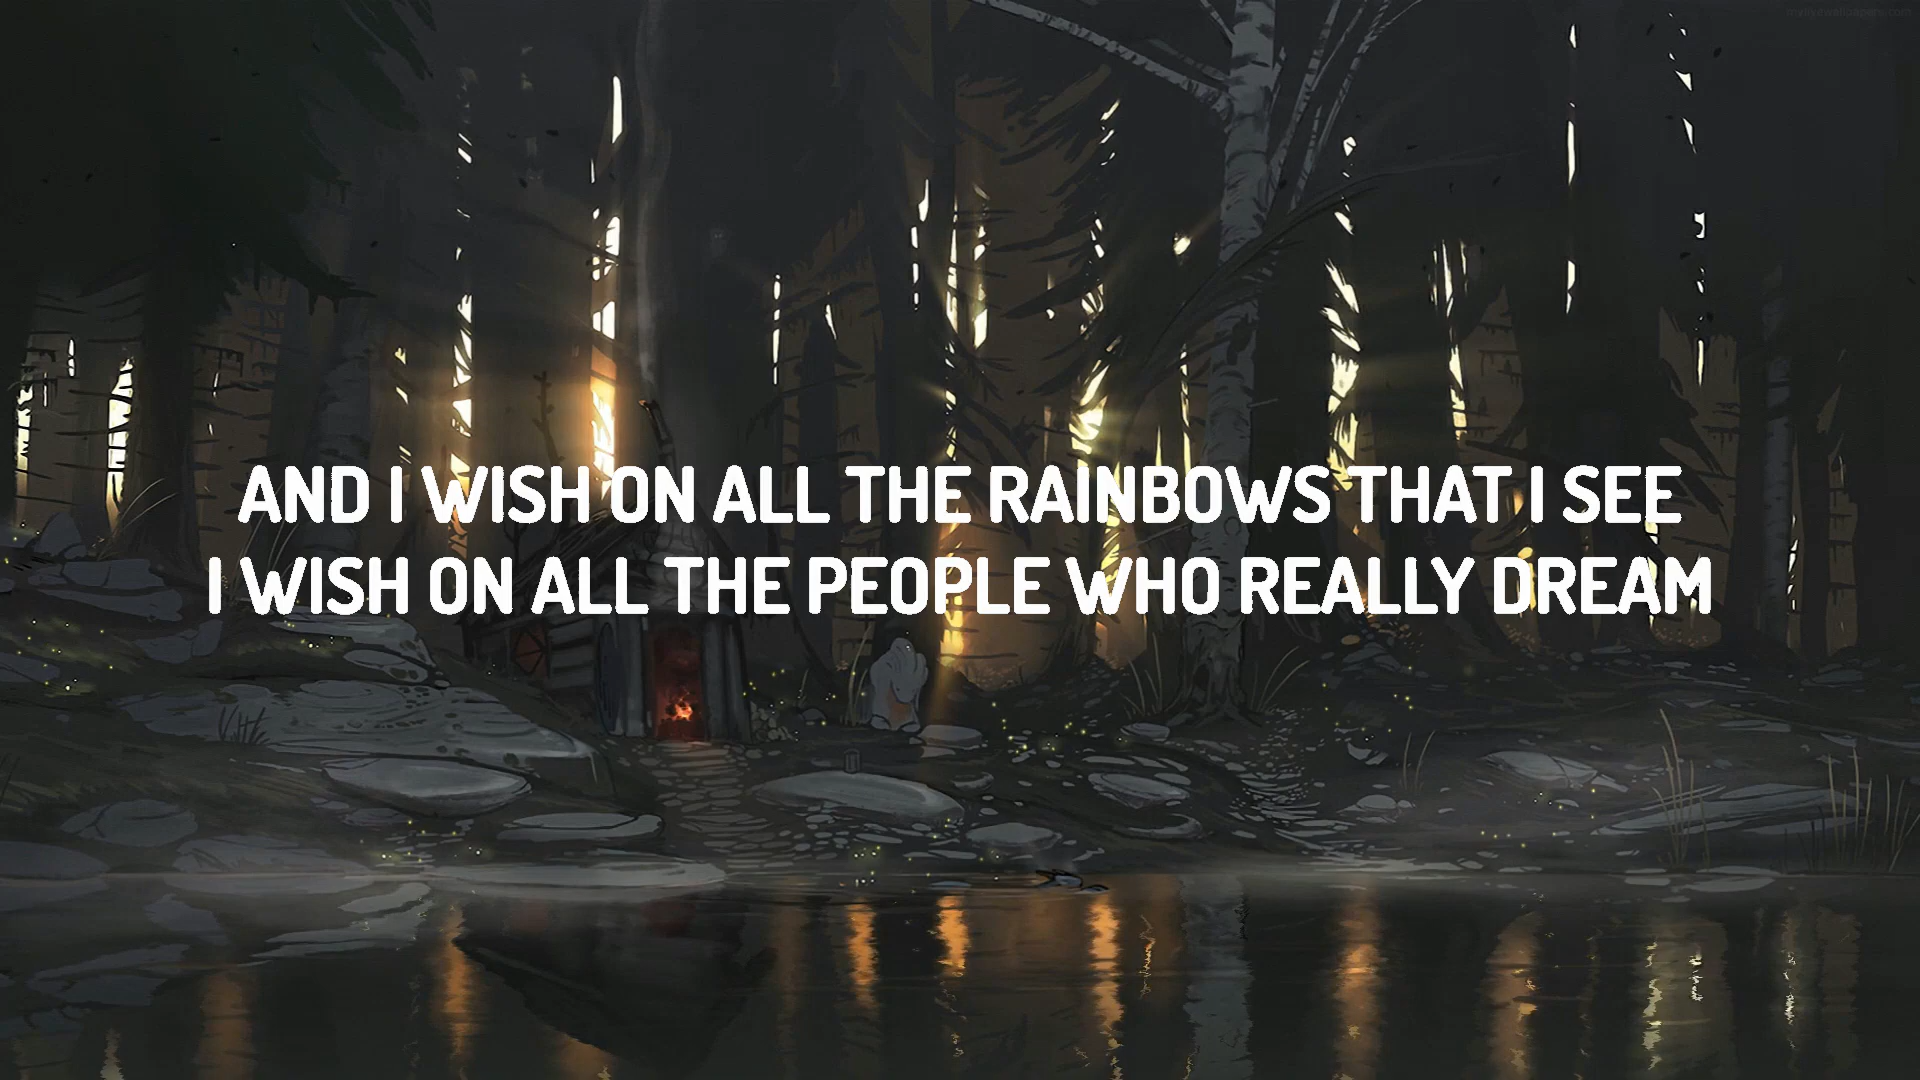 AND I WISH ON ALL THE RAINBOWS THAT I SEE
I WISH ON ALL THE PEOPLE WHO REALLY DREAM